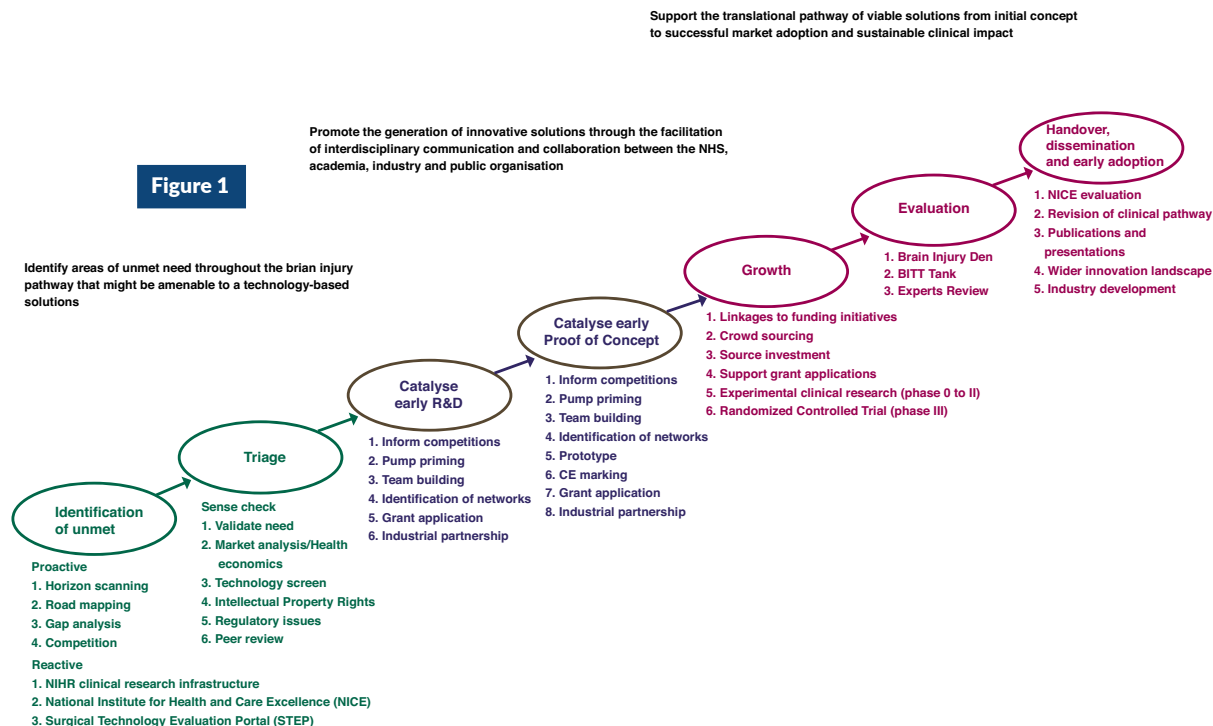 Support the translational pathway of viable solutions from initial concept
to successful market adoption and sustainable clinical impact
Promote the generation of innovative solutions through the facilitation
of interdisciplinary communication and collaboration between the NHS,
academia, industry and public organisation
Figure 1
Identify areas of unmet need throughout the brian injury
pathway that might be amenable to a technology-based
solutions
Identification
of unmet
Proactive
1. Horizon scanning
2. Road mapping
3. Gap analysis
4. Competition
Reactive
1. NIHR clinical research infrastructure
2. National Institute for Health and Care Excellence (NICE)
3. Surgical Technology Evaluation Portal (STEP)
Triage
Sense check
1. Validate need
2. Market analysis/Health
economics
3. Technology screen
4. Intellectual Property Rights
5. Regulatory issues
6. Peer review
Catalyse
early R&D
1. Inform competitions
2. Pump priming
3. Team building
4. Identification of networks
5. Grant application
6. Industrial partnership
Catalyse early
Proof of Concept
1. Inform competitions
2. Pump priming
3. Team building
4. Identification of networks
5. Prototype
6. CE marking
7. Grant application
8. Industrial partnership
Growth
1. Linkages to funding initiatives
2. Crowd sourcing
3. Source investment
4. Support grant applications
5. Experimental clinical research (phase 0 to II)
6. Randomized Controlled Trial (phase III)
Evaluation
1. Brain Injury Den
2. BITT Tank
3. Experts Review
Handover,
dissemination
and early adoption
1. NICE evaluation
2. Revision of clinical pathway
3. Publications and
presentations
4. Wider innovation landscape
5. Industry development